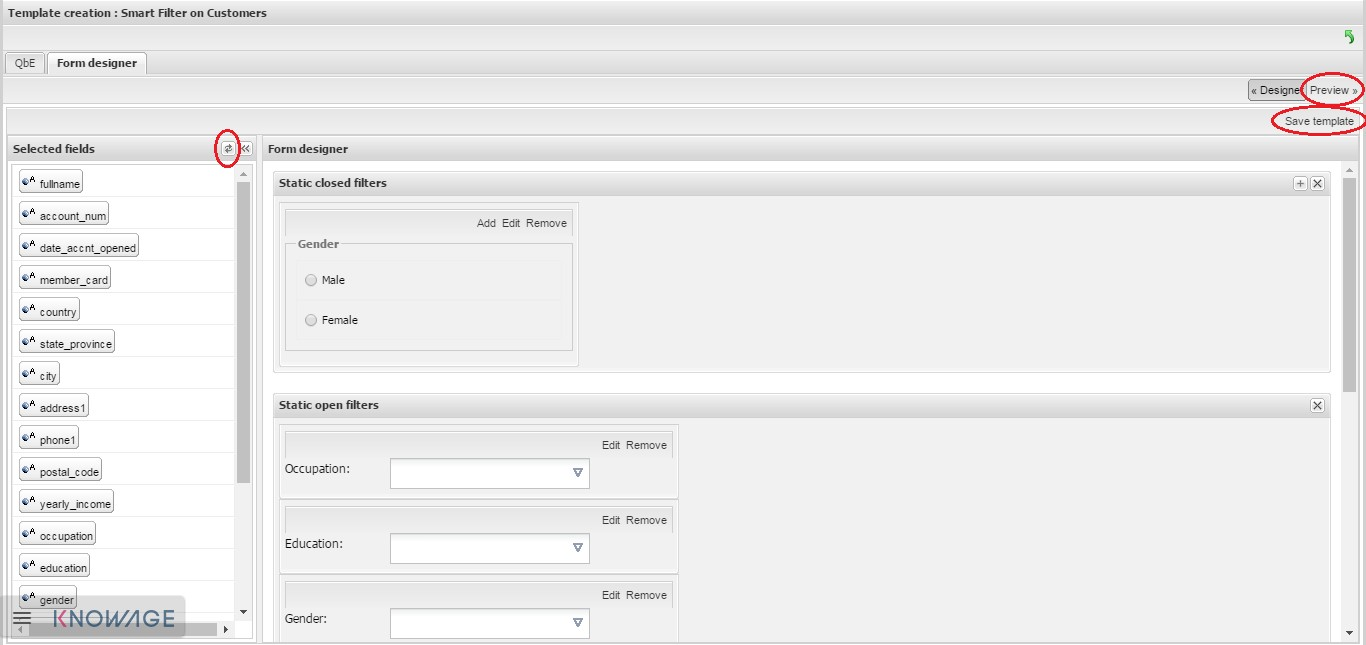 Template creation : Smart Filter on Customers
QbE Form designer
« Designe Preview »
Save template
Selected fields
fullname
account_num
date_accnt_opened
member_card
country
state_province
city
address1
phone1
postal_code
yearly_income
occupation
education
gender
KNOWAGE
Form designer
Static closed filters
Add Edit Remove
Gender
Male
Female
Static open filters
Edit Remove
Occupation:
Edit Remove
Education:
Edit Remove
Gender: